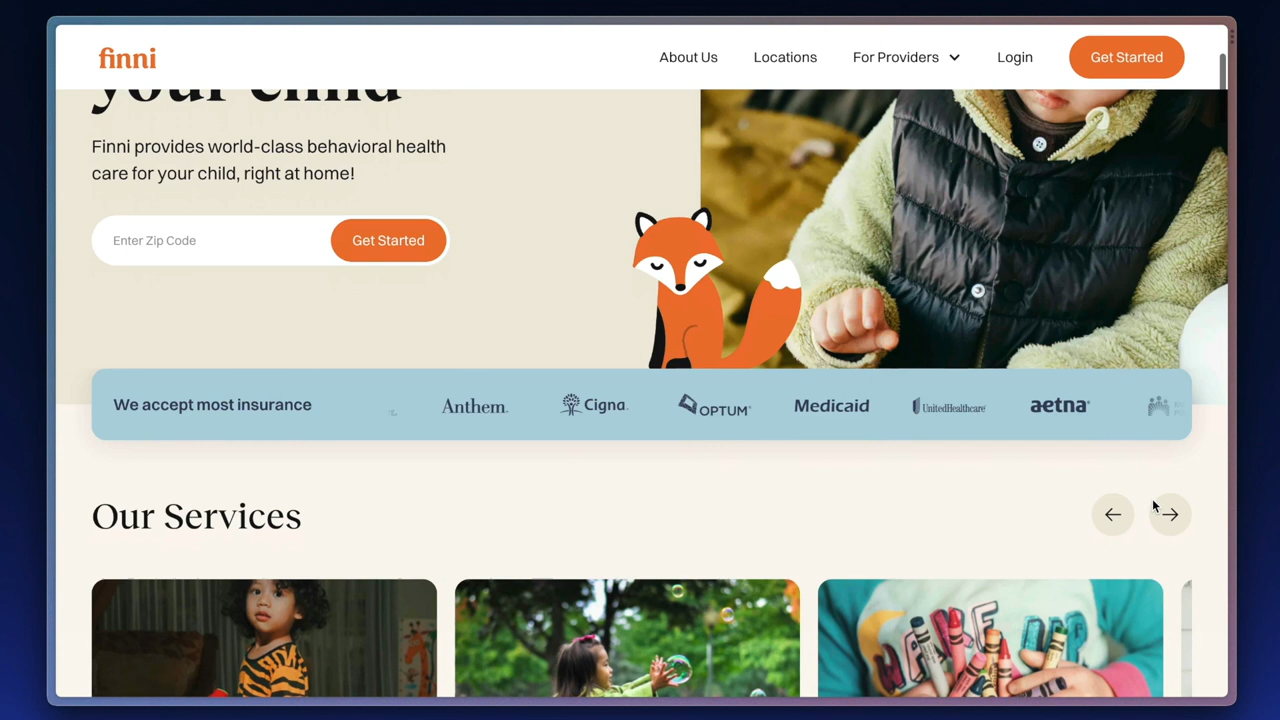 finni
About Us
Locations
For Providers
Login
Get Started
your child
Finni provides world-class behavioral health
care for your child, right at home!
Enter Zip Code
Get Started
We accept most insurance
Anthem
Cigna
OPTUM
Medicaid
UnitedHealthcare
aetna
Our Services